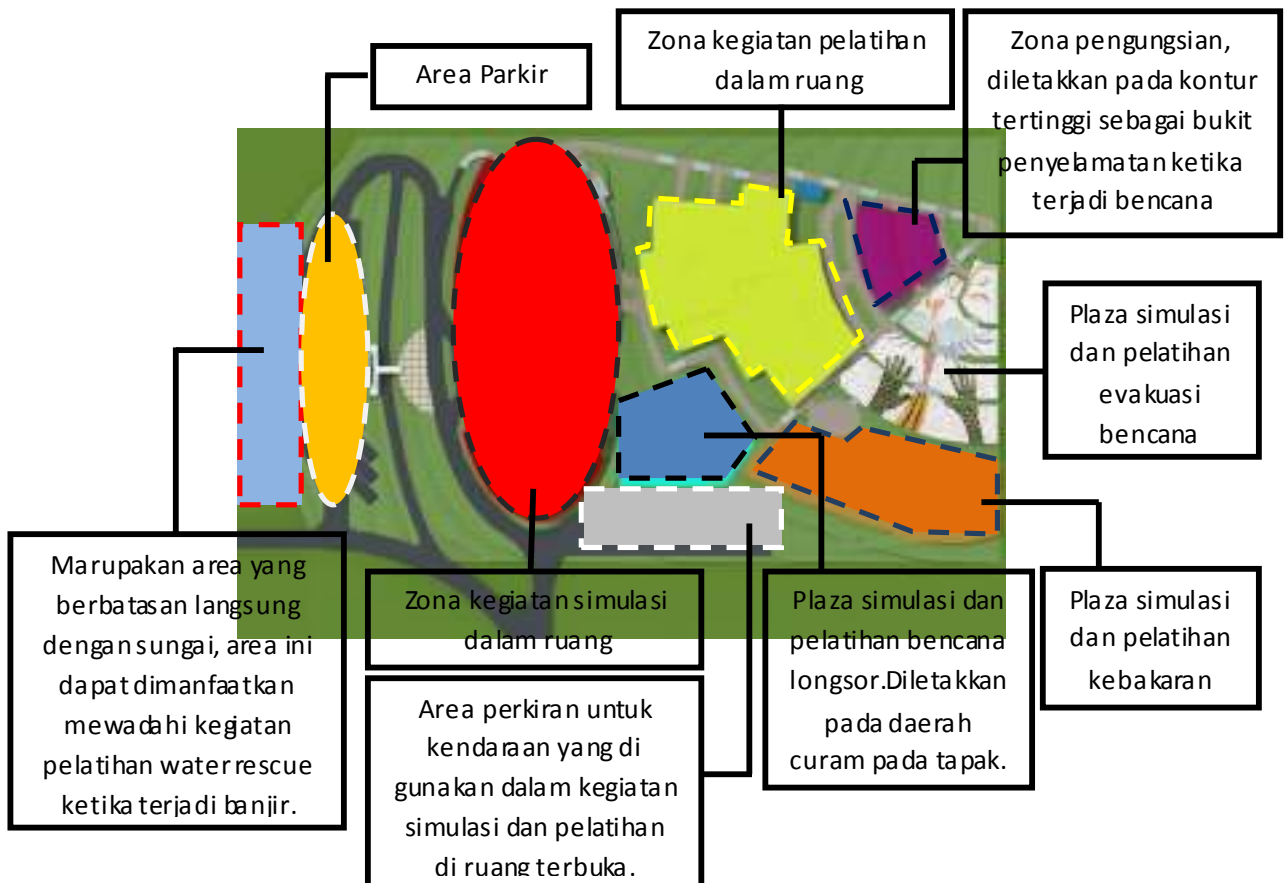 Area Parkir
Zona kegiatan pelatihan
dalam ruang
Zona pengungsian,
diletakkan pada kontur
tertinggi sebagai bukit
penyelamatan ketika
terjadi bencana
Plaza simulasi
dan pelatihan
evakuasi
bencana
Marupakan area yang
berbatasan langsung
dengan sungai, area ini
dapat dimanfaatkan
mewadahi kegiatan
pelatihan water rescue
ketika terjadi banjir.
Zona kegiatan simulasi
dalam ruang
Area perkiran untuk
kendaraan yang di
gunakan dalam kegiatan
simulasi dan pelatihan
di ruang terbuka.
Plaza simulasi dan
pelatihan bencana
longsor.Diletakkan
pada daerah
curam pada tapak.
Plaza simulasi
dan pelatihan
kebakaran